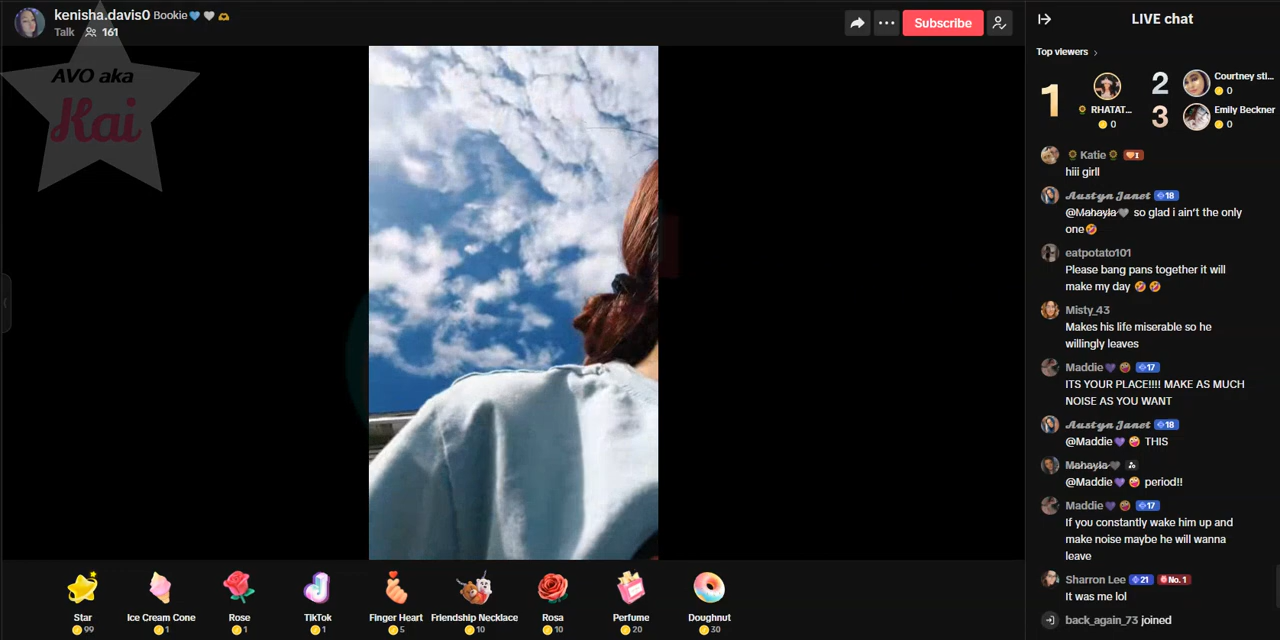 kenisha.davis0 Bookie💙🤍🫶
Talk 161
Subscribe
AVO aka
Kai
LIVE chat
Top viewers >
1
RHATAT...
0
2
Courtney sti...
0
3
Emily Beckner
0
🌻 Katie 🌻 I
hiii girll
𝓐𝓾𝓼𝓽𝔂𝓷 𝓙𝓪𝓷𝓮𝓽 18
@M̶a̶h̶a̶y̶l̶a̶🖤 so glad i ain't the only
one🤣
eatpotato101
Please bang pans together it will
make my day 🤣 🤣
Misty_43
Makes his life miserable so he
willingly leaves
Maddie💜 🤪 17
ITS YOUR PLACE!!!! MAKE AS MUCH
NOISE AS YOU WANT
𝓐𝓾𝓼𝓽𝔂𝓷 𝓙𝓪𝓷𝓮𝓽 18
@Maddie💜 🤪 THIS
M̶a̶h̶a̶y̶l̶a̶🖤
@Maddie💜 🤪 period!!
Maddie💜 🤪 17
If you constantly wake him up and
make noise maybe he will wanna
leave
Sharron Lee 21 No. 1
It was me lol
back_again_73 joined
Star
99
Ice Cream Cone
1
Rose
1
TikTok
1
Finger Heart
5
Friendship Necklace
10
Rosa
10
Perfume
20
Doughnut
30